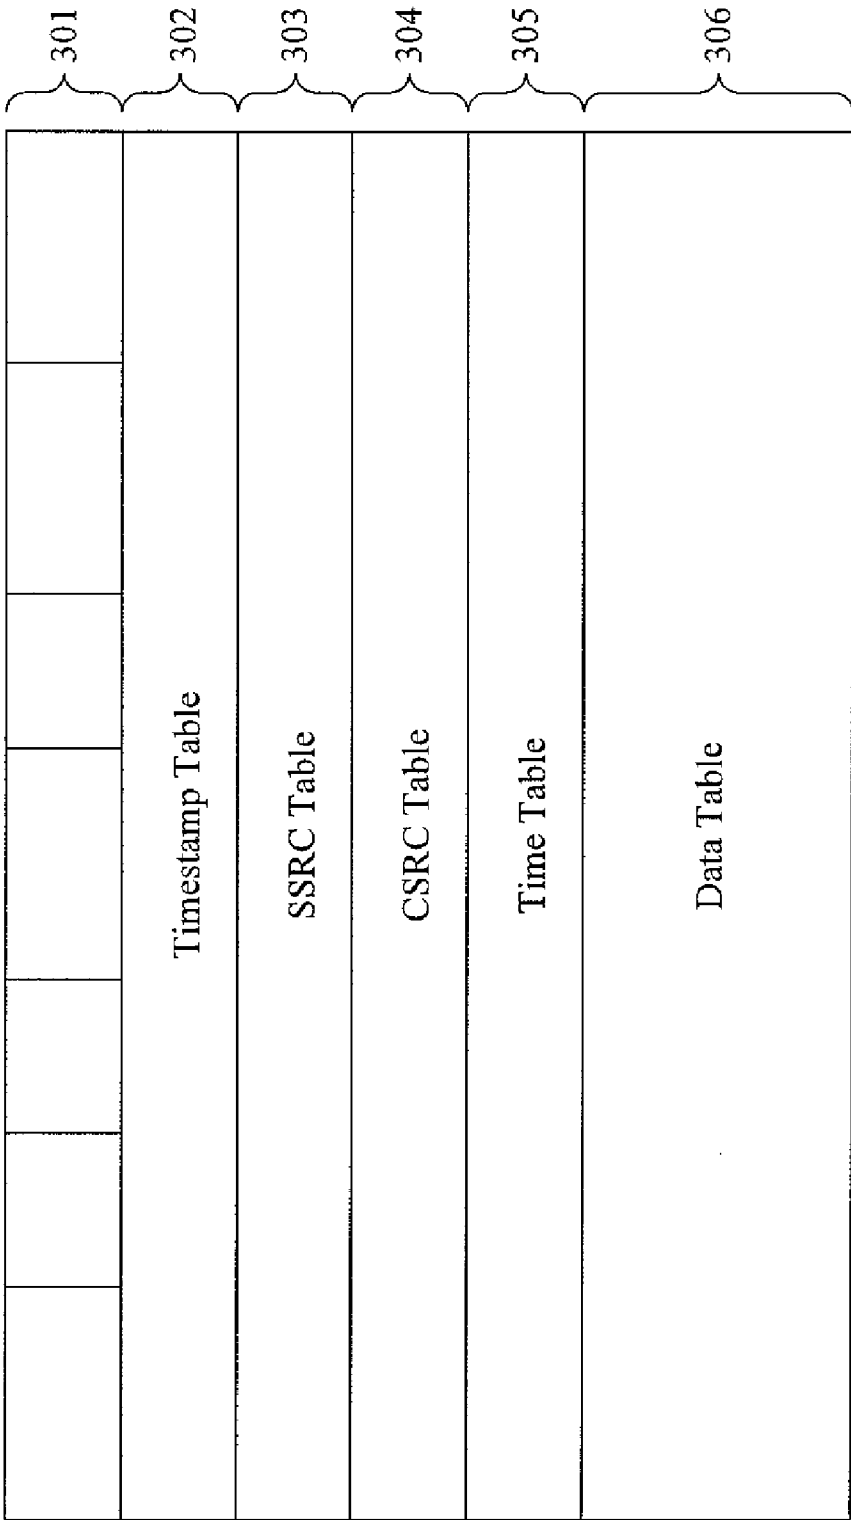 301
Timestamp Table 302
SSRC Table 303
CSRC Table 304
Time Table 305
Data Table 306